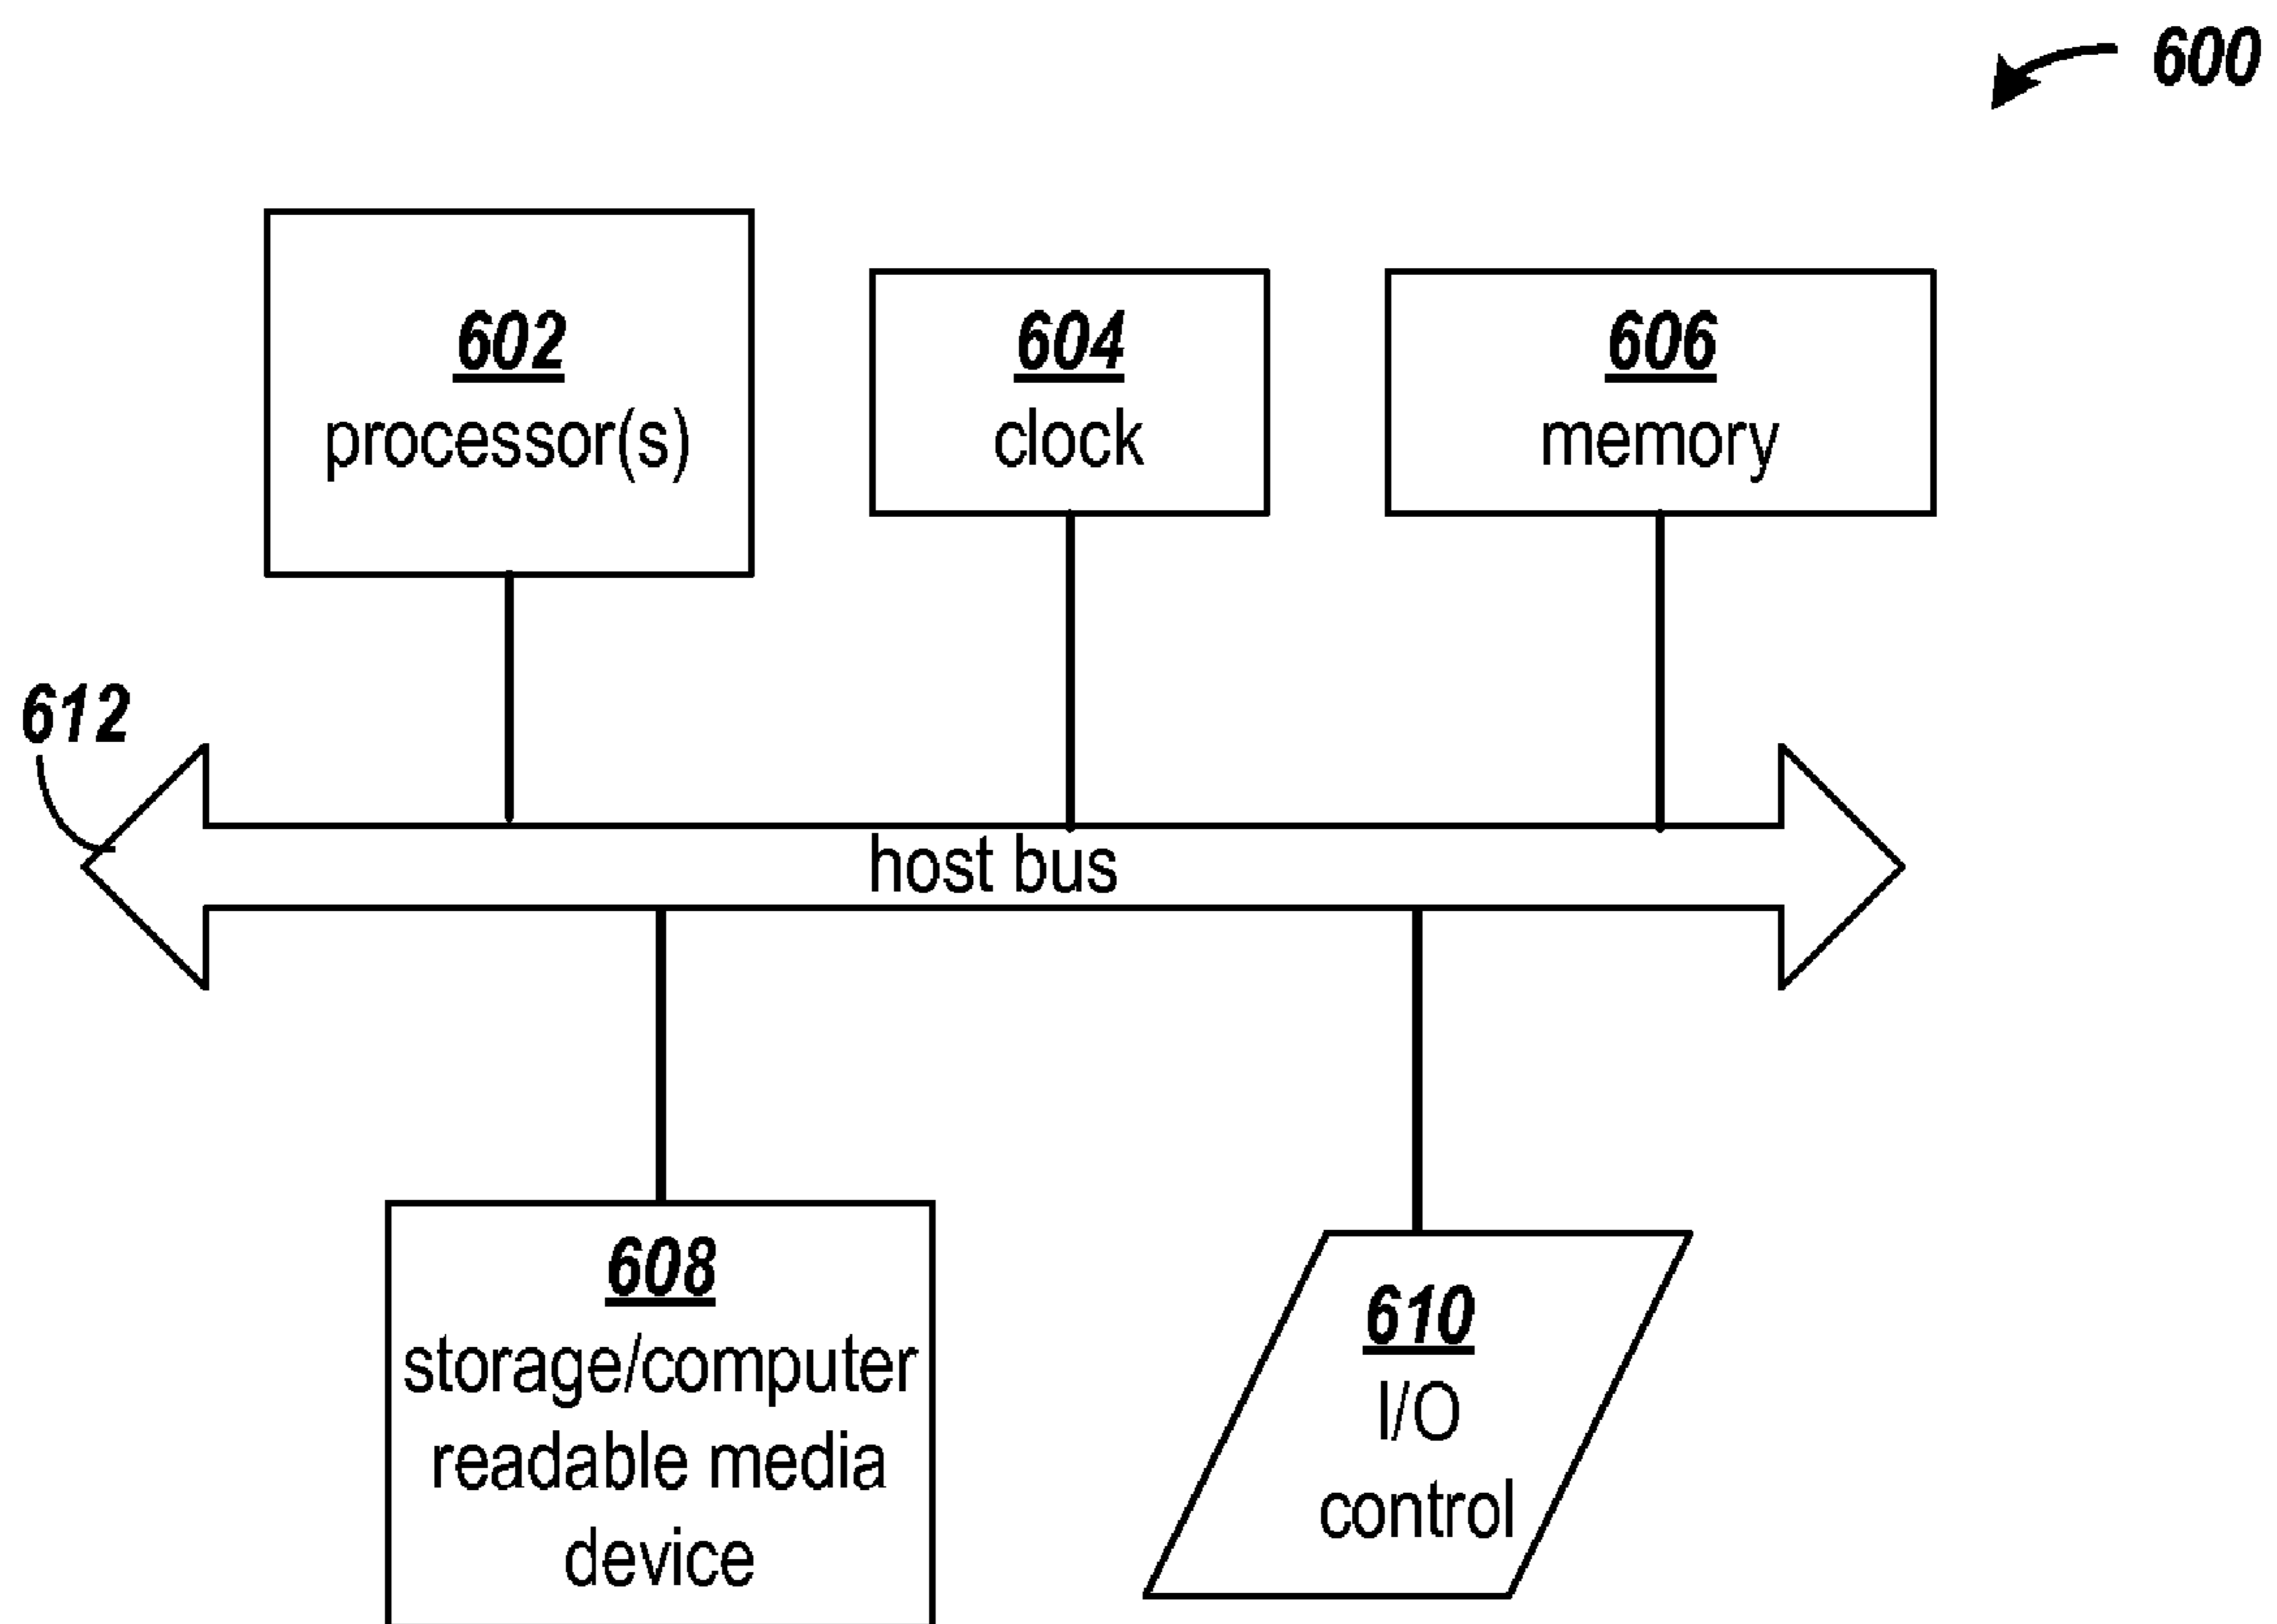 600
602
processor(s)
604
clock
606
memory
612
host bus
608
storage/computer
readable media
device
610
I/O
control